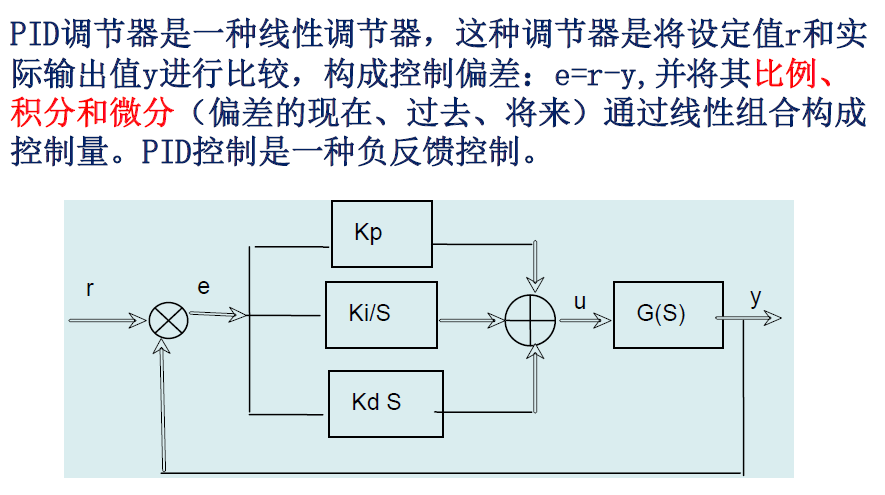 PID调节器是一种线性调节器，这种调节器是将设定值r和实
际输出值y进行比较，构成控制偏差：e=r-y,并将其比例、
积分和微分（偏差的现在、过去、将来）通过线性组合构成
控制量。PID控制是一种负反馈控制。
Kp
r
e
Ki/S
u
G(S)
y
Kd S